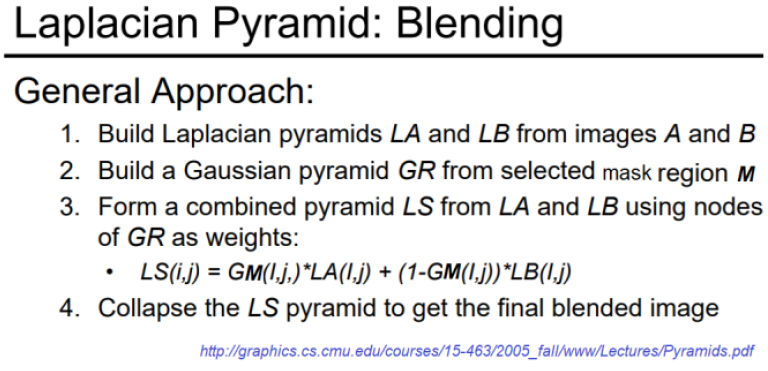 Laplacian Pyramid: Blending
General Approach:
1. Build Laplacian pyramids LA and LB from images A and B
2. Build a Gaussian pyramid GR from selected mask region M
3. Form a combined pyramid LS from LA and LB using nodes
of GR as weights:
• LS(i,j) = GM(I,j,)*LA(I,j) + (1-GM(I,j))*LB(I,j)
4. Collapse the LS pyramid to get the final blended image
http://graphics.cs.cmu.edu/courses/15-463/2005_fall/www/Lectures/Pyramids.pdf